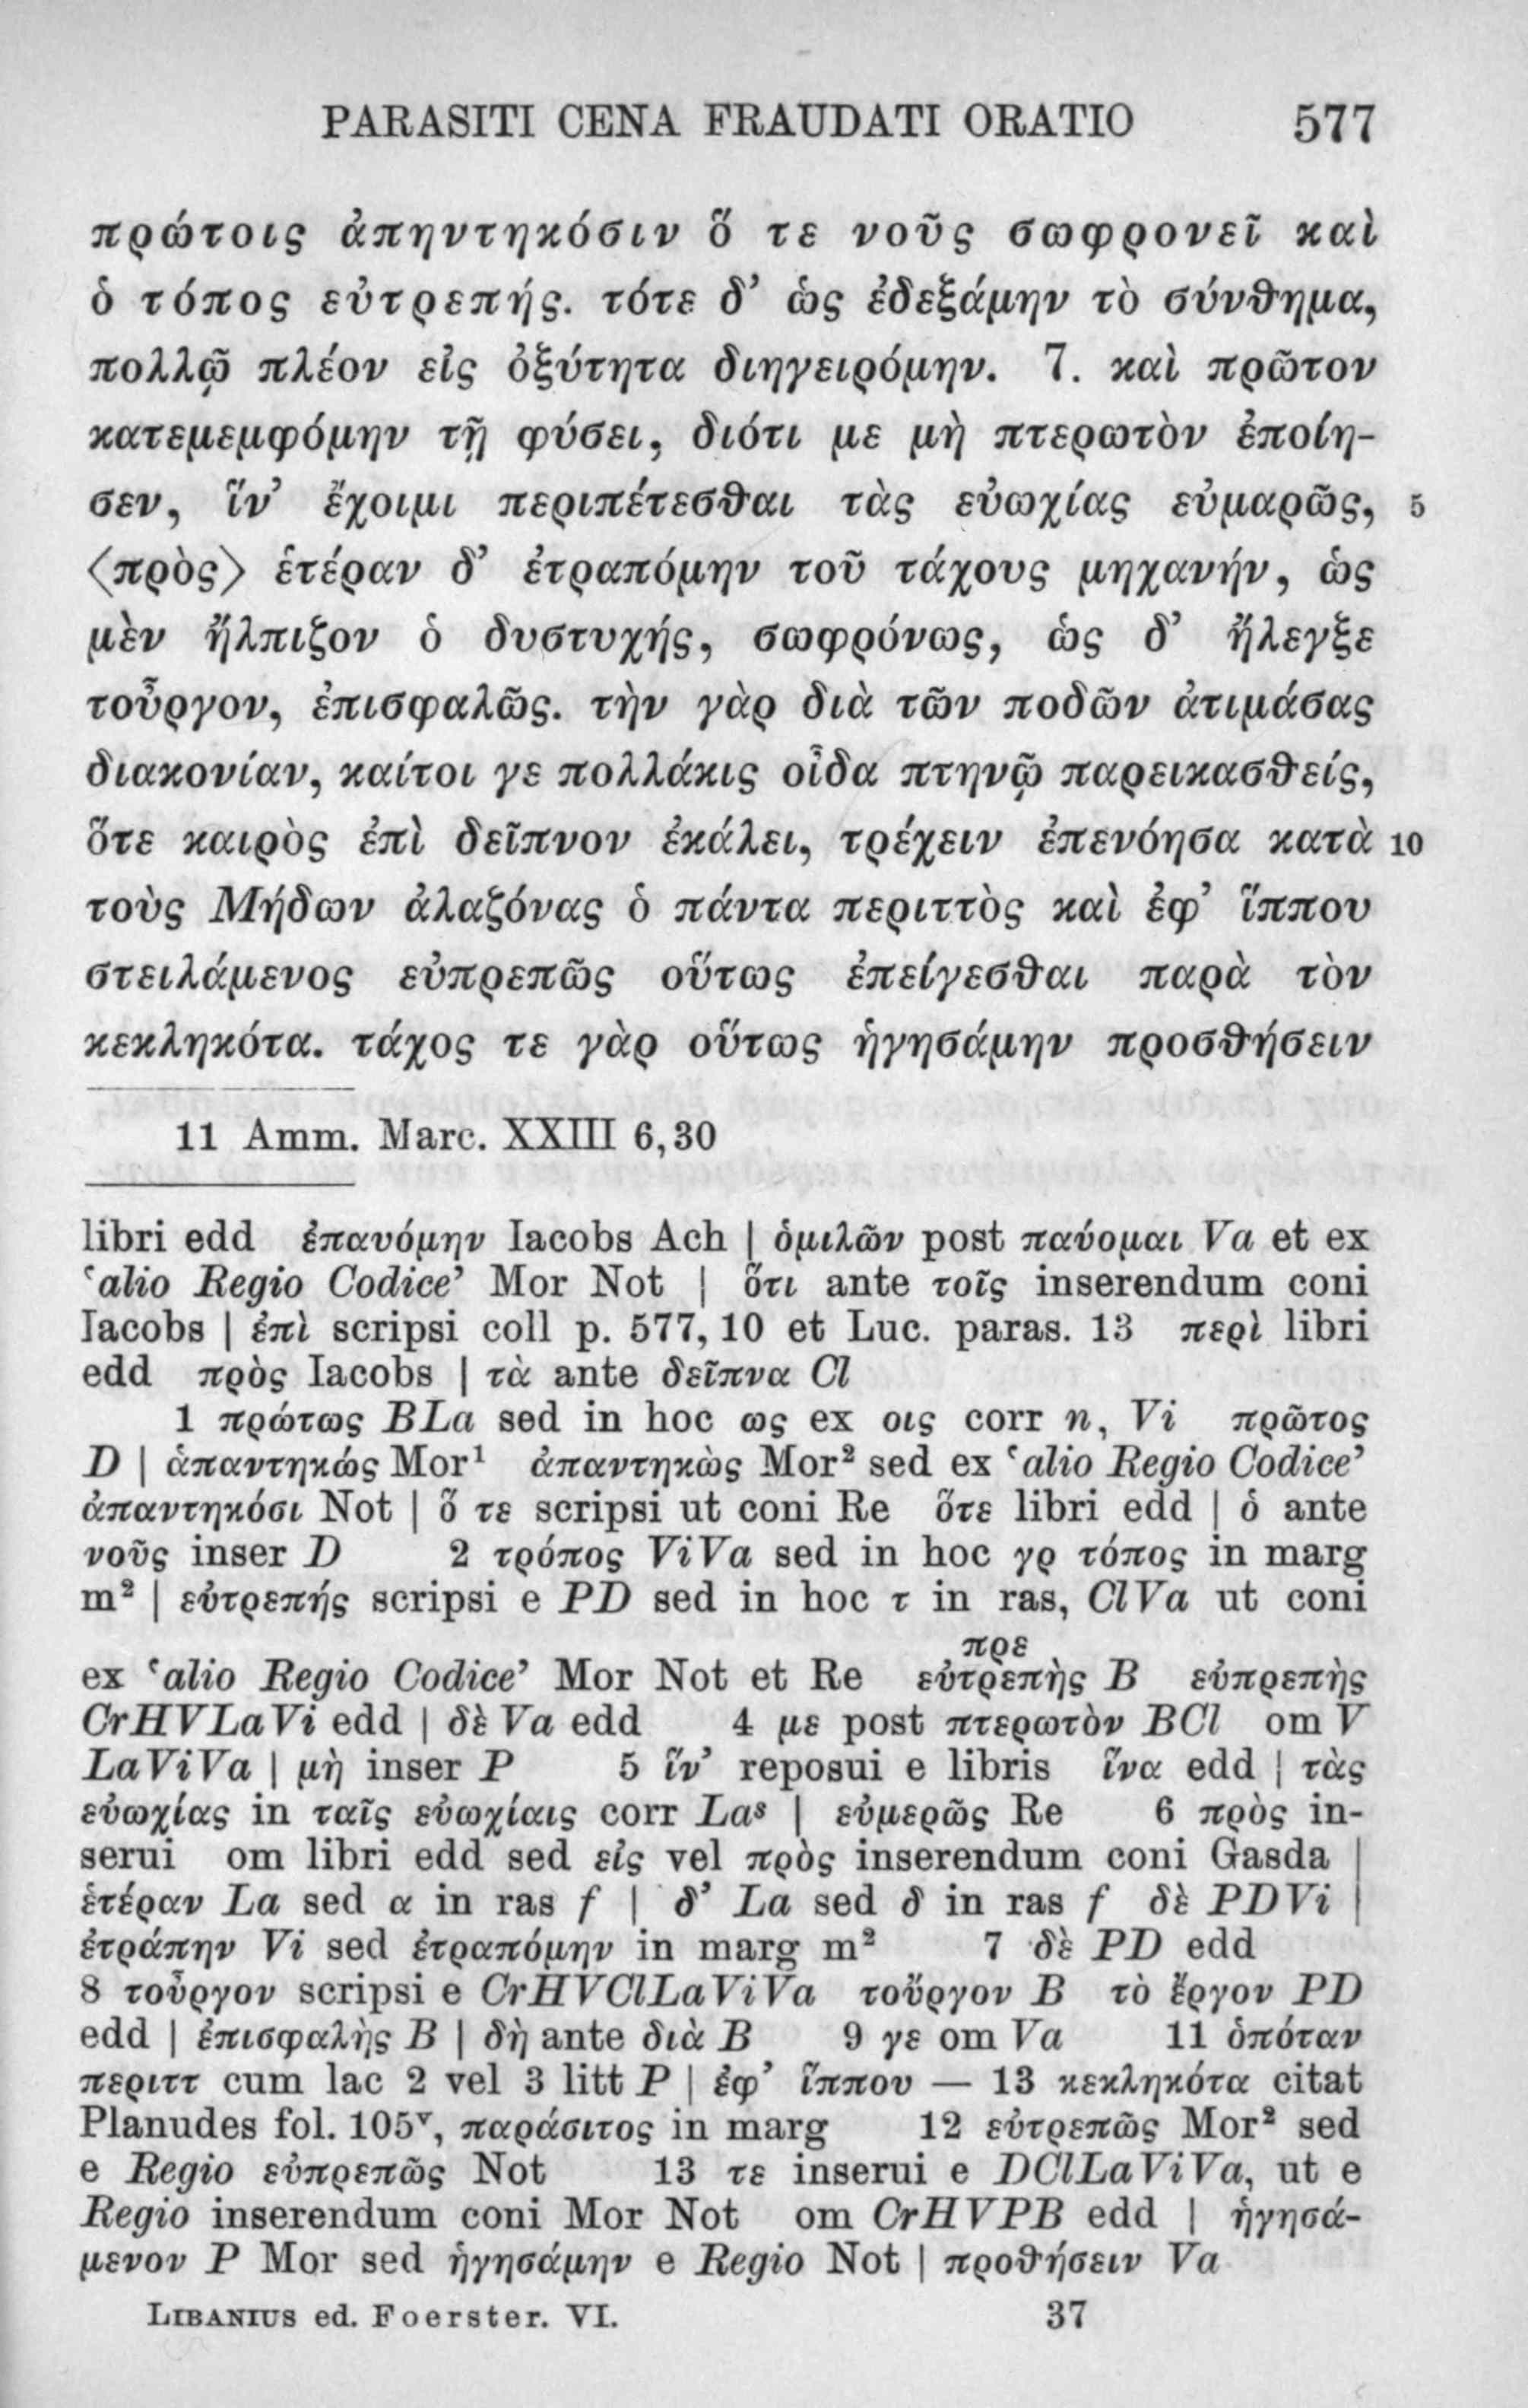 PARASITI CENA FRAUDATI ORATIO 577
πρώτοις ἀπηντηκόσιν ὅ τε νοῦς σωφρονεῖ καὶ
ὁ τόπος εὐτρεπής. τότε δ’ ὡς ἐδεξάμην τὸ σύνθημα,
πολλῷ πλέον εἰς ὀξύτητα διηγειρόμην. 7. καὶ πρῶτον
κατεμεμφόμην τῇ φύσει, διότι με μὴ πτερωτὸν ἐποίη-
σεν, ἵν’ ἔχοιμι περιπέτεσθαι τὰς εὐωχίας εὐμαρῶς, 5
⟨πρὸς⟩ ἑτέραν δ’ ἐτραπόμην τοῦ τάχους μηχανήν, ὡς
μὲν ἤλπιζον ὁ δυστυχής, σωφρόνως, ὡς δ’ ἤλεγξε
τοὖργον, ἐπισφαλῶς. τὴν γὰρ διὰ τῶν ποδῶν ἀτιμάσας
διακονίαν, καίτοι γε πολλάκις οἶδα πτηνῷ παρεικασθείς,
ὅτε καιρὸς ἐπὶ δεῖπνον ἐκάλει, τρέχειν ἐπενόησα κατὰ 10
τοὺς Μήδων ἀλαζόνας ὁ πάντα περιττὸς καὶ ἐφ’ ἵππου
στειλάμενος εὐπρεπῶς οὕτως ἐπείγεσθαι παρὰ τὸν
κεκληκότα. τάχος τε γὰρ οὕτως ἡγησάμην προσθήσειν
11 Amm. Marc. XXIII 6,30
libri edd ἐπαυόμην Iacobs Ach | ὁμιλῶν post παύομαι Va et ex
‘alio Regio Codice’ Mor Not | ὅτι ante τοῖς inserendum coni
Iacobs | ἐπὶ scripsi coll p. 577, 10 et Luc. paras. 13 περὶ libri
edd πρὸς Iacobs | τὰ ante δεῖπνα Cl
1 πρώτως BLa sed in hoc ως ex οις corr n, Vi πρῶτος
D | ἁπαντηκώς Mor¹ ἀπαντηκὼς Mor² sed ex ‘alio Regio Codice’
ἀπαντηκόσι Not | ὅ τε scripsi ut coni Re ὅτε libri edd | ὁ ante
νοῦς inser D 2 τρόπος ViVa sed in hoc γρ τόπος in marg
m² | εὐτρεπής scripsi e PD sed in hoc τ in ras, ClVa ut coni
πρε
ex ‘alio Regio Codice’ Mor Not et Re εὐτρεπὴς B εὐπρεπὴς
CrHVLaVi edd | δὲ Va edd 4 με post πτερωτὸν BCl om V
LaViVa | μὴ inser P 5 ἵν’ reposui e libris ἵνα edd | τὰς
εὐωχίας in ταῖς εὐωχίαις corr Laˢ | εὐμερῶς Re 6 πρὸς in-
serui om libri edd sed εἰς vel πρὸς inserendum coni Gasda |
ἑτέραν La sed α in ras f | δ’ La sed δ in ras f δὲ PDVi |
ἐτράπην Vi sed ἐτραπόμην in marg m² 7 δὲ PD edd
8 τοὖργον scripsi e CrHVClLaViVa τοὔργον B τὸ ἔργον PD
edd | ἐπισφαλὴς B | δὴ ante διὰ B 9 γε om Va 11 ὁπόταν
περιττ cum lac 2 vel 3 litt P | ἐφ’ ἵππου — 13 κεκληκότα citat
Planudes fol. 105ᵛ, παράσιτος in marg 12 εὐτρεπῶς Mor² sed
e Regio εὐπρεπῶς Not 13 τε inserui e DClLaViVa, ut e
Regio inserendum coni Mor Not om CrHVPB edd | ἡγησά-
μενον P Mor sed ἡγησάμην e Regio Not | προθήσειν Va
LIBANIUS ed. Foerster. VI. 37